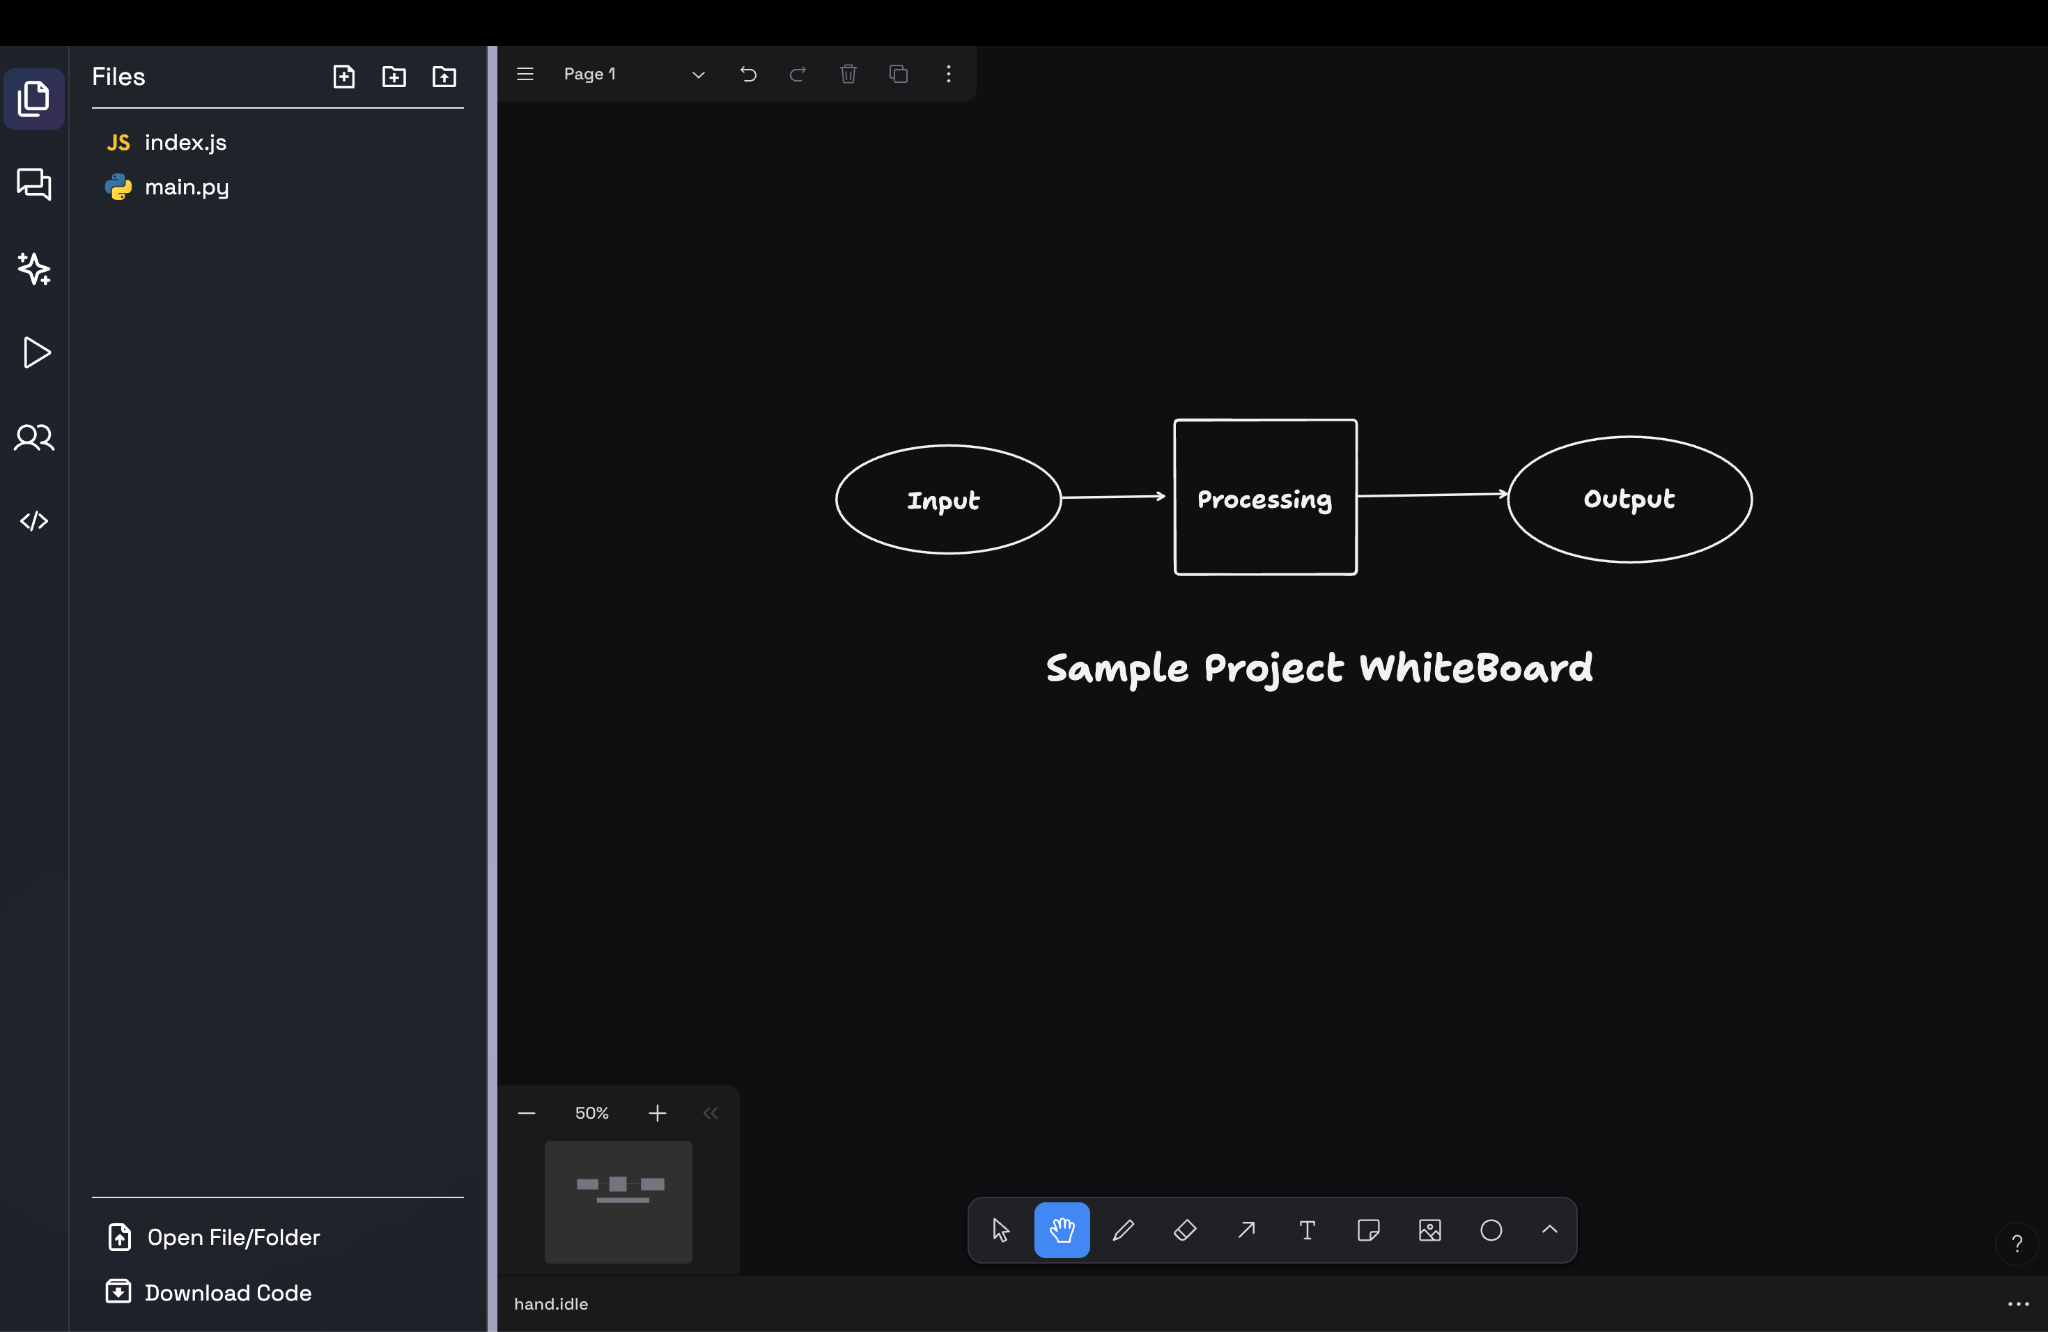 Files
JS index.js
main.py
Open File/Folder
Download Code
Page 1
Input
Processing
Output
Sample Project WhiteBoard
50%
T
?
hand.idle